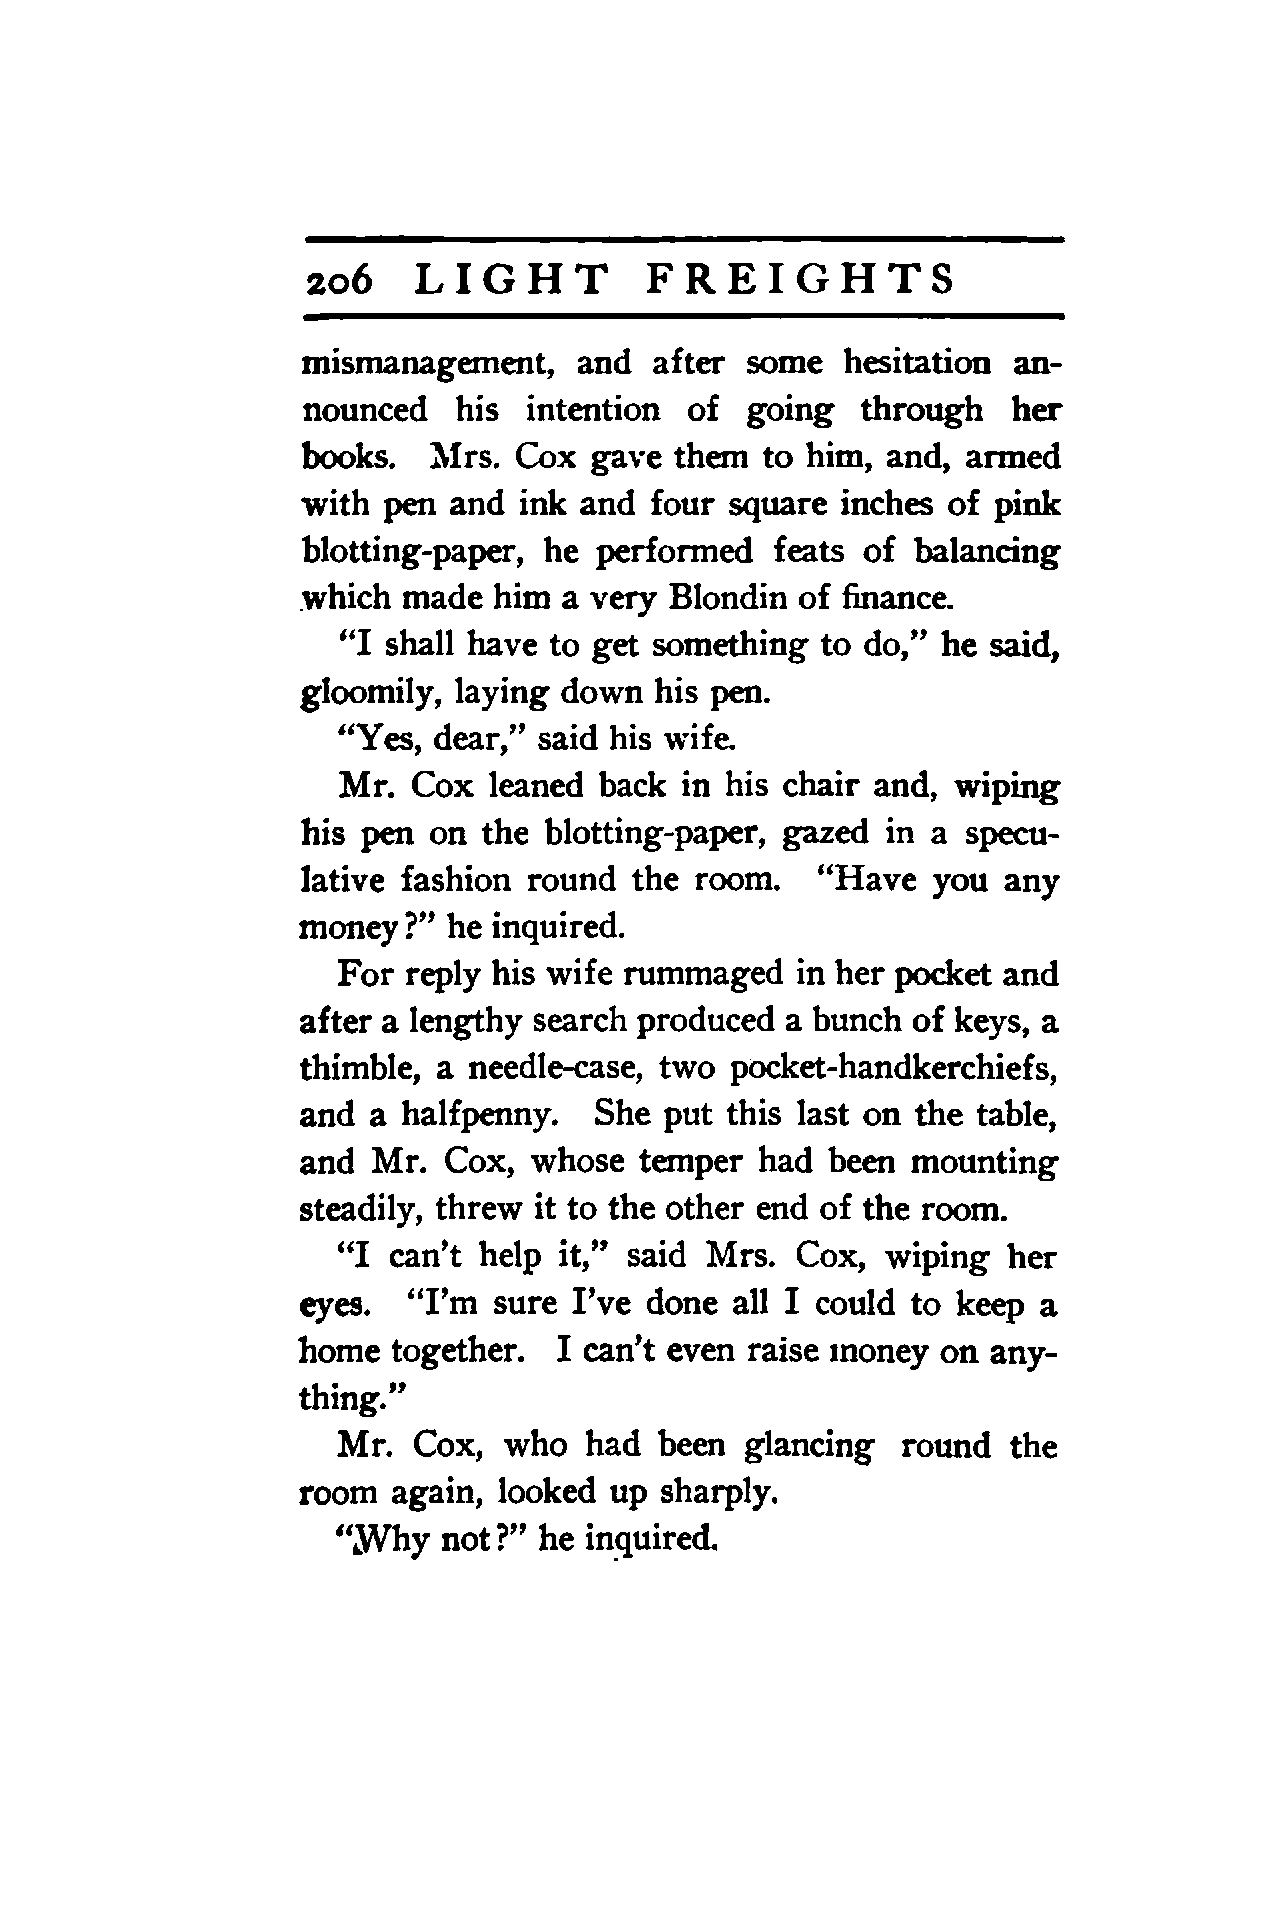 206 LIGHT FREIGHTS
mismanagement, and after some hesitation an-
nounced his intention of going through her
books. Mrs. Cox gave them to him, and, armed
with pen and ink and four square inches of pink
blotting-paper, he performed feats of balancing
which made him a very Blondin of finance.
"I shall have to get something to do," he said,
gloomily, laying down his pen.
"Yes, dear," said his wife.
Mr. Cox leaned back in his chair and, wiping
his pen on the blotting-paper, gazed in a specu-
lative fashion round the room. "Have you any
money?" he inquired.
For reply his wife rummaged in her pocket and
after a lengthy search produced a bunch of keys, a
thimble, a needle-case, two pocket-handkerchiefs,
and a halfpenny. She put this last on the table,
and Mr. Cox, whose temper had been mounting
steadily, threw it to the other end of the room.
"I can't help it," said Mrs. Cox, wiping her
eyes. "I'm sure I've done all I could to keep a
home together. I can't even raise money on any-
thing."
Mr. Cox, who had been glancing round the
room again, looked up sharply.
"Why not?" he inquired.